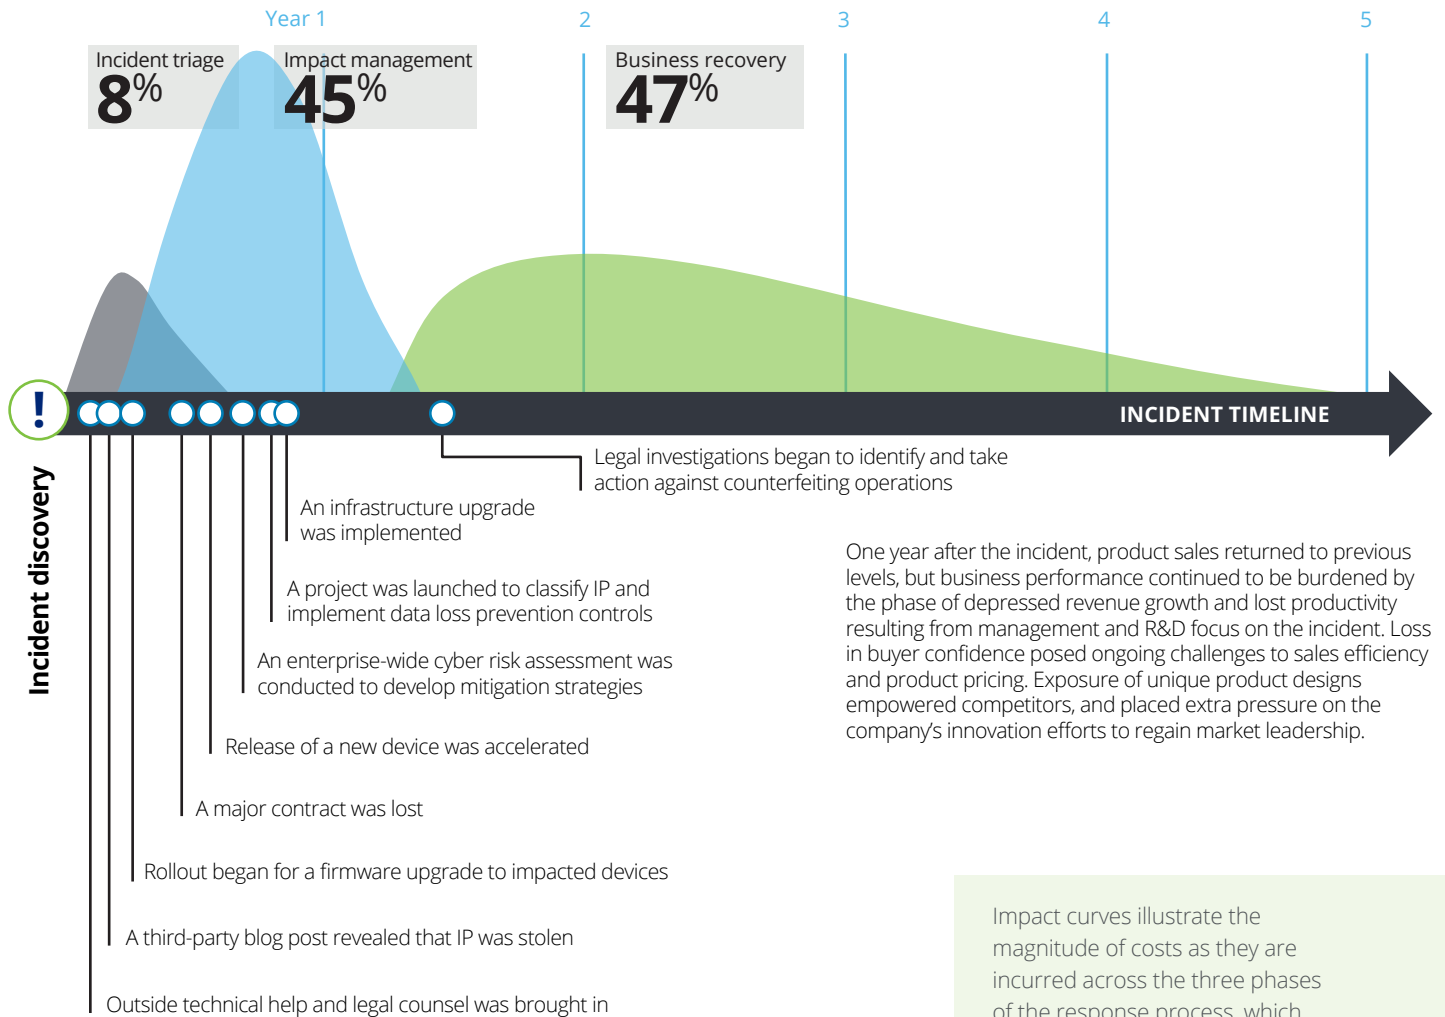 Year 1
2
3
4
5
Incident triage
8%
Impact management
45%
Business recovery
47%
!
INCIDENT TIMELINE
Incident discovery
Legal investigations began to identify and take
action against counterfeiting operations
An infrastructure upgrade
was implemented
A project was launched to classify IP and
implement data loss prevention controls
An enterprise-wide cyber risk assessment was
conducted to develop mitigation strategies
Release of a new device was accelerated
A major contract was lost
Rollout began for a firmware upgrade to impacted devices
A third-party blog post revealed that IP was stolen
Outside technical help and legal counsel was brought in
One year after the incident, product sales returned to previous
levels, but business performance continued to be burdened by
the phase of depressed revenue growth and lost productivity
resulting from management and R&D focus on the incident. Loss
in buyer confidence posed ongoing challenges to sales efficiency
and product pricing. Exposure of unique product designs
empowered competitors, and placed extra pressure on the
company's innovation efforts to regain market leadership.
Impact curves illustrate the
magnitude of costs as they are
incurred across the three phases
of the response process, which